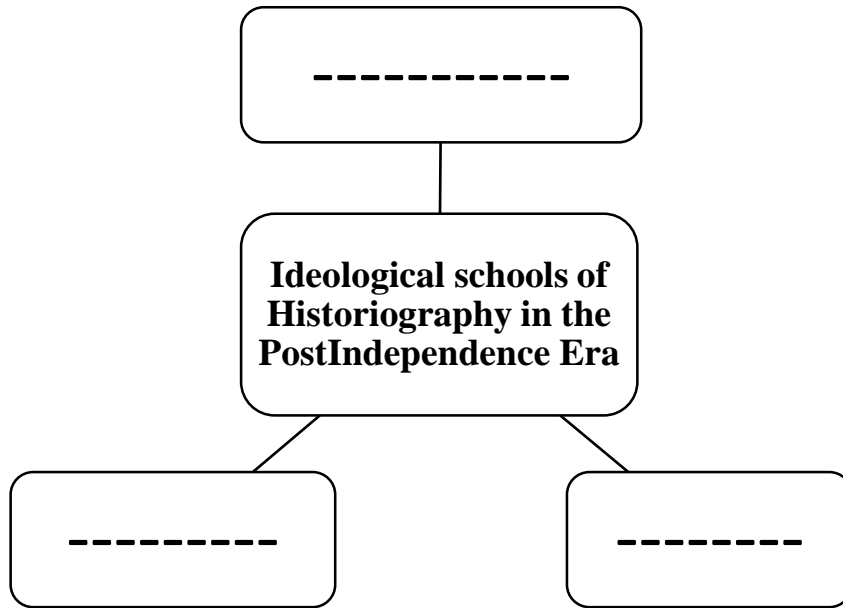 -----------
Ideological schools of
Historiography in the
PostIndependence Era
---------
--------